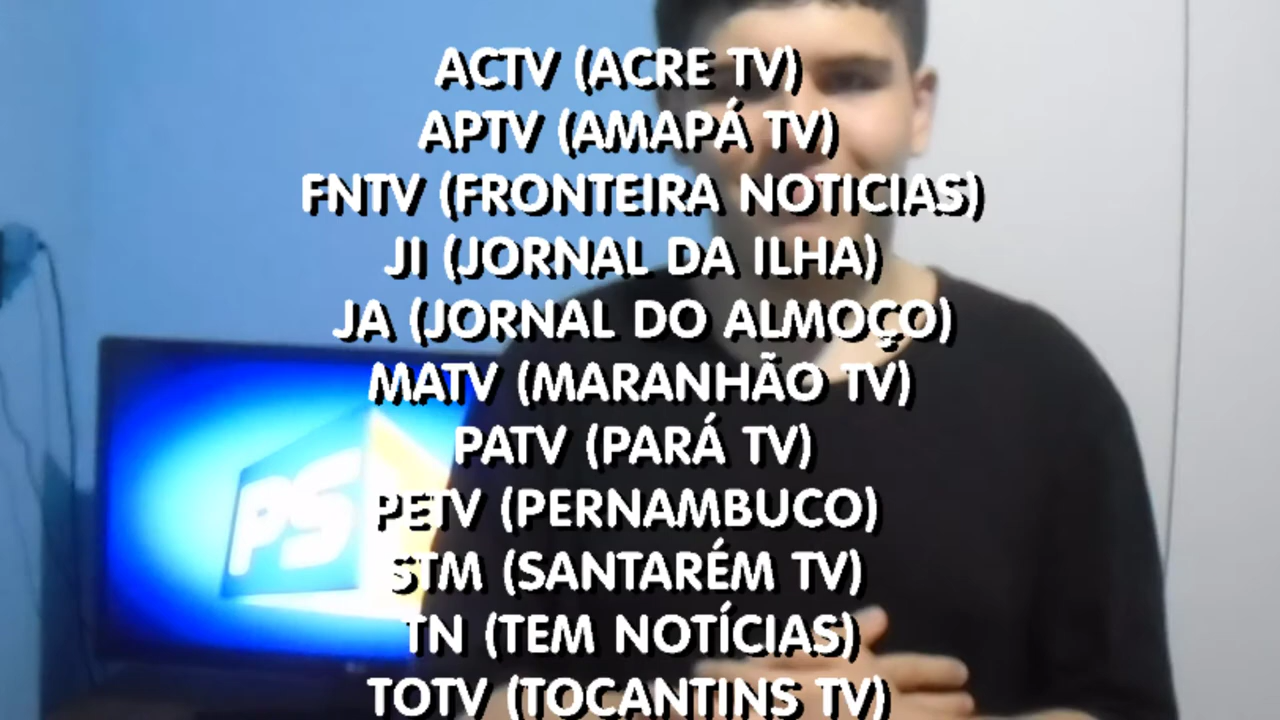 ACTV (ACRE TV)
APTV (AMAPÁ TV)
FNTV (FRONTEIRA NOTICIAS)
JI (JORNAL DA ILHA)
JA (JORNAL DO ALMOÇO)
MATV (MARANHÃO TV)
PATV (PARÁ TV)
PETV (PERNAMBUCO)
STM (SANTARÉM TV)
TN (TEM NOTÍCIAS)
TOTV (TOCANTINS TV)
PS